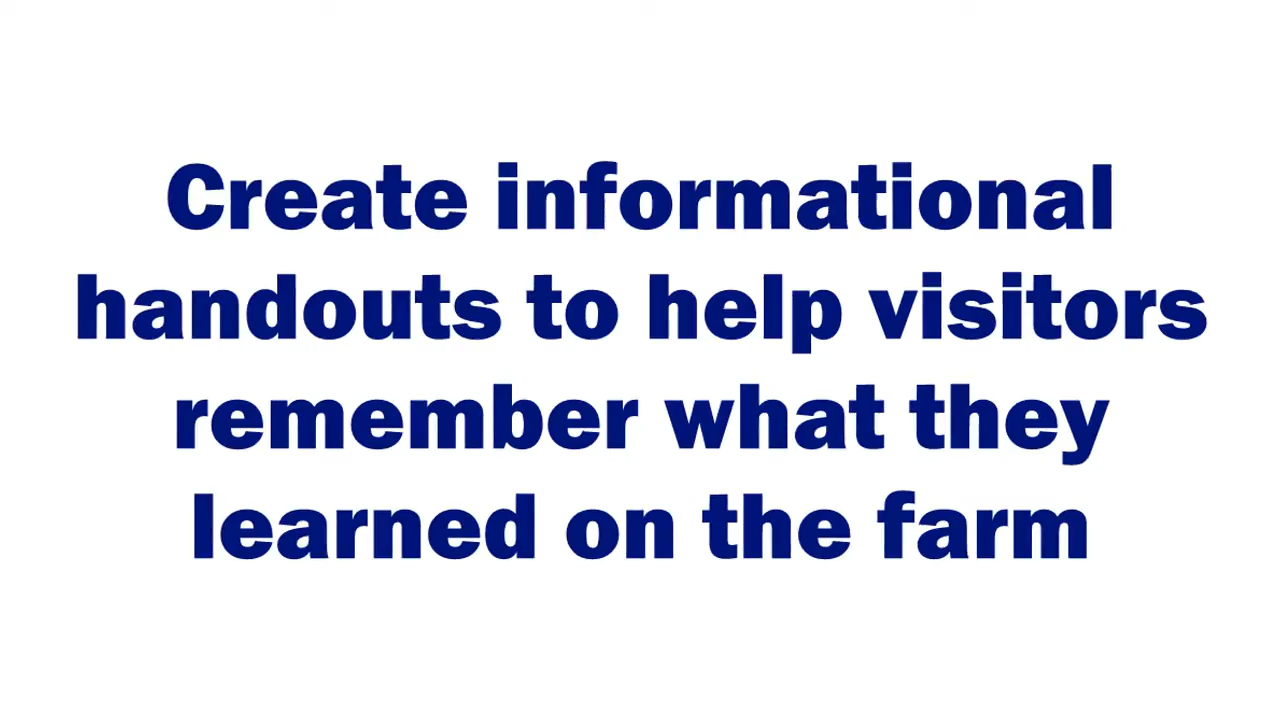 Create informational
handouts to help visitors
remember what they
learned on the farm